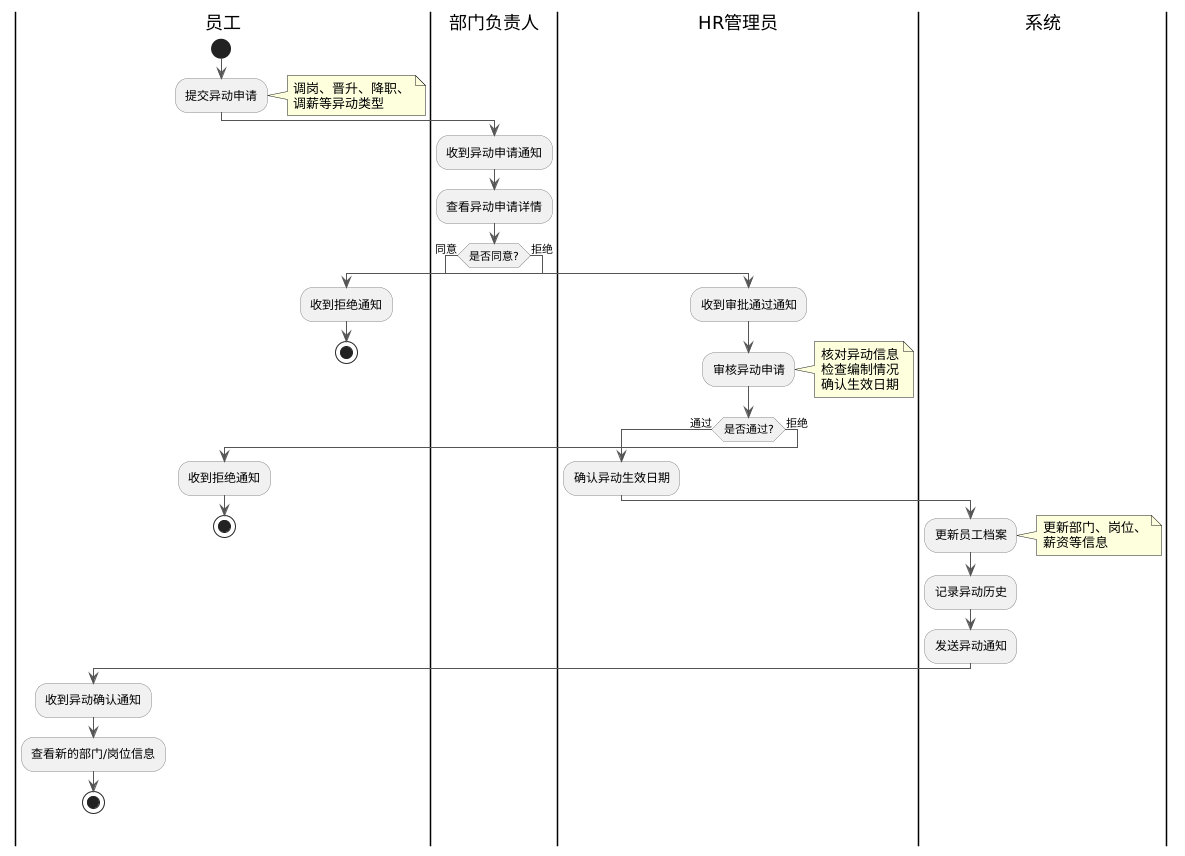 员工
部门负责人
HR管理员
系统
提交异动申请
调岗、晋升、降职、
调薪等异动类型
收到异动申请通知
查看异动申请详情
同意
是否同意?
拒绝
收到拒绝通知
收到审批通过通知
审核异动申请
核对异动信息
检查编制情况
确认生效日期
通过
是否通过?
拒绝
收到拒绝通知
确认异动生效日期
更新员工档案
更新部门、岗位、
薪资等信息
记录异动历史
发送异动通知
收到异动确认通知
查看新的部门/岗位信息